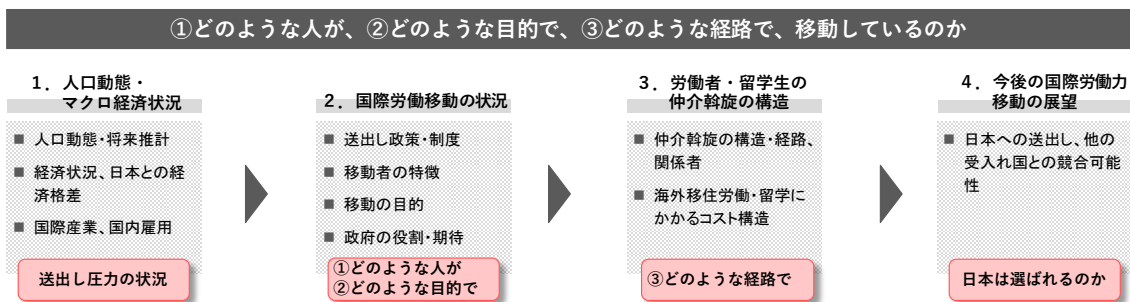 ①どのような人が、②どのような目的で、③どのような経路で、移動しているのか
1．人口動態・
マクロ経済状況
■ 人口動態・将来推計
■ 経済状況、日本との経
済格差
■ 国際産業、国内雇用
送出し圧力の状況
2．国際労働移動の状況
■ 送出し政策・制度
■ 移動者の特徴
■ 移動の目的
■ 政府の役割・期待
①どのような人が
②どのような目的で
3．労働者・留学生の
仲介斡旋の構造
■ 仲介斡旋の構造・経路、
関係者
■ 海外移住労働・留学に
かかるコスト構造
③どのような経路で
4．今後の国際労働力
移動の展望
■ 日本への送出し、他の
受入れ国との競合可能
性
日本は選ばれるのか